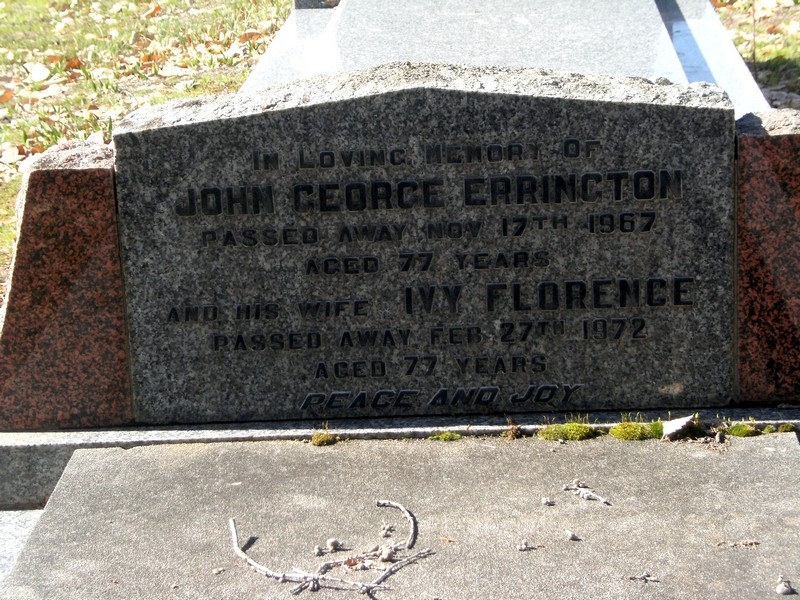 IN LOVING MEMORY OF
JOHN GEORGE ERRINGTON
PASSED AWAY NOV 17TH 1967
AGED 77 YEARS
AND HIS WIFE IVY FLORENCE
PASSED AWAY FEB 27TH 1972
AGED 77 YEARS
PEACE AND JOY